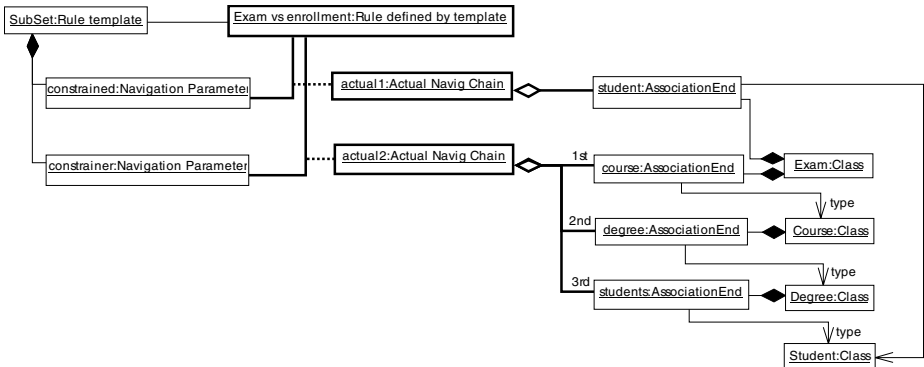 SubSet:Rule template
Exam vs enrollment:Rule defined by template
constrained:Navigation Parameter
actual1:Actual Navig Chain
student:AssociationEnd
constrainer:Navigation Parameter
actual2:Actual Navig Chain
1st
course:AssociationEnd
Exam:Class
type
2nd
degree:AssociationEnd
Course:Class
type
3rd
students:AssociationEnd
Degree:Class
type
Student:Class